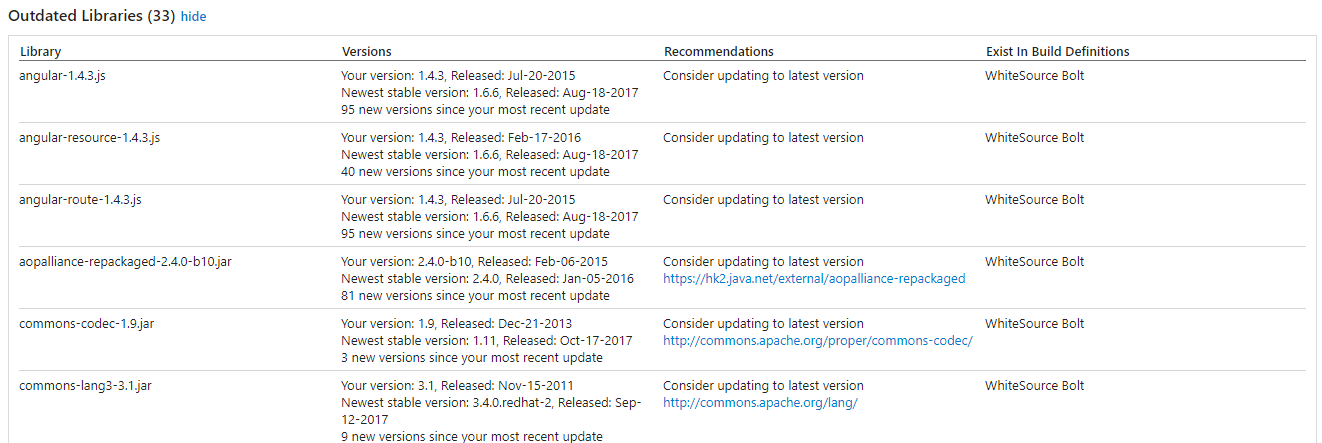 Outdated Libraries (33) hide
Library Versions Recommendations Exist In Build Definitions
angular-1.4.3.js Your version: 1.4.3, Released: Jul-20-2015 Consider updating to latest version WhiteSource Bolt
Newest stable version: 1.6.6, Released: Aug-18-2017
95 new versions since your most recent update
angular-resource-1.4.3.js Your version: 1.4.3, Released: Feb-17-2016 Consider updating to latest version WhiteSource Bolt
Newest stable version: 1.6.6, Released: Aug-18-2017
40 new versions since your most recent update
angular-route-1.4.3.js Your version: 1.4.3, Released: Jul-20-2015 Consider updating to latest version WhiteSource Bolt
Newest stable version: 1.6.6, Released: Aug-18-2017
95 new versions since your most recent update
aopalliance-repackaged-2.4.0-b10.jar Your version: 2.4.0-b10, Released: Feb-06-2015 Consider updating to latest version WhiteSource Bolt
Newest stable version: 2.4.0, Released: Jan-05-2016 https://hk2.java.net/external/aopalliance-repackaged
81 new versions since your most recent update
commons-codec-1.9.jar Your version: 1.9, Released: Dec-21-2013 Consider updating to latest version WhiteSource Bolt
Newest stable version: 1.11, Released: Oct-17-2017 http://commons.apache.org/proper/commons-codec/
3 new versions since your most recent update
commons-lang3-3.1.jar Your version: 3.1, Released: Nov-15-2011 Consider updating to latest version WhiteSource Bolt
Newest stable version: 3.4.0.redhat-2, Released: Sep- http://commons.apache.org/lang/
12-2017
9 new versions since your most recent update